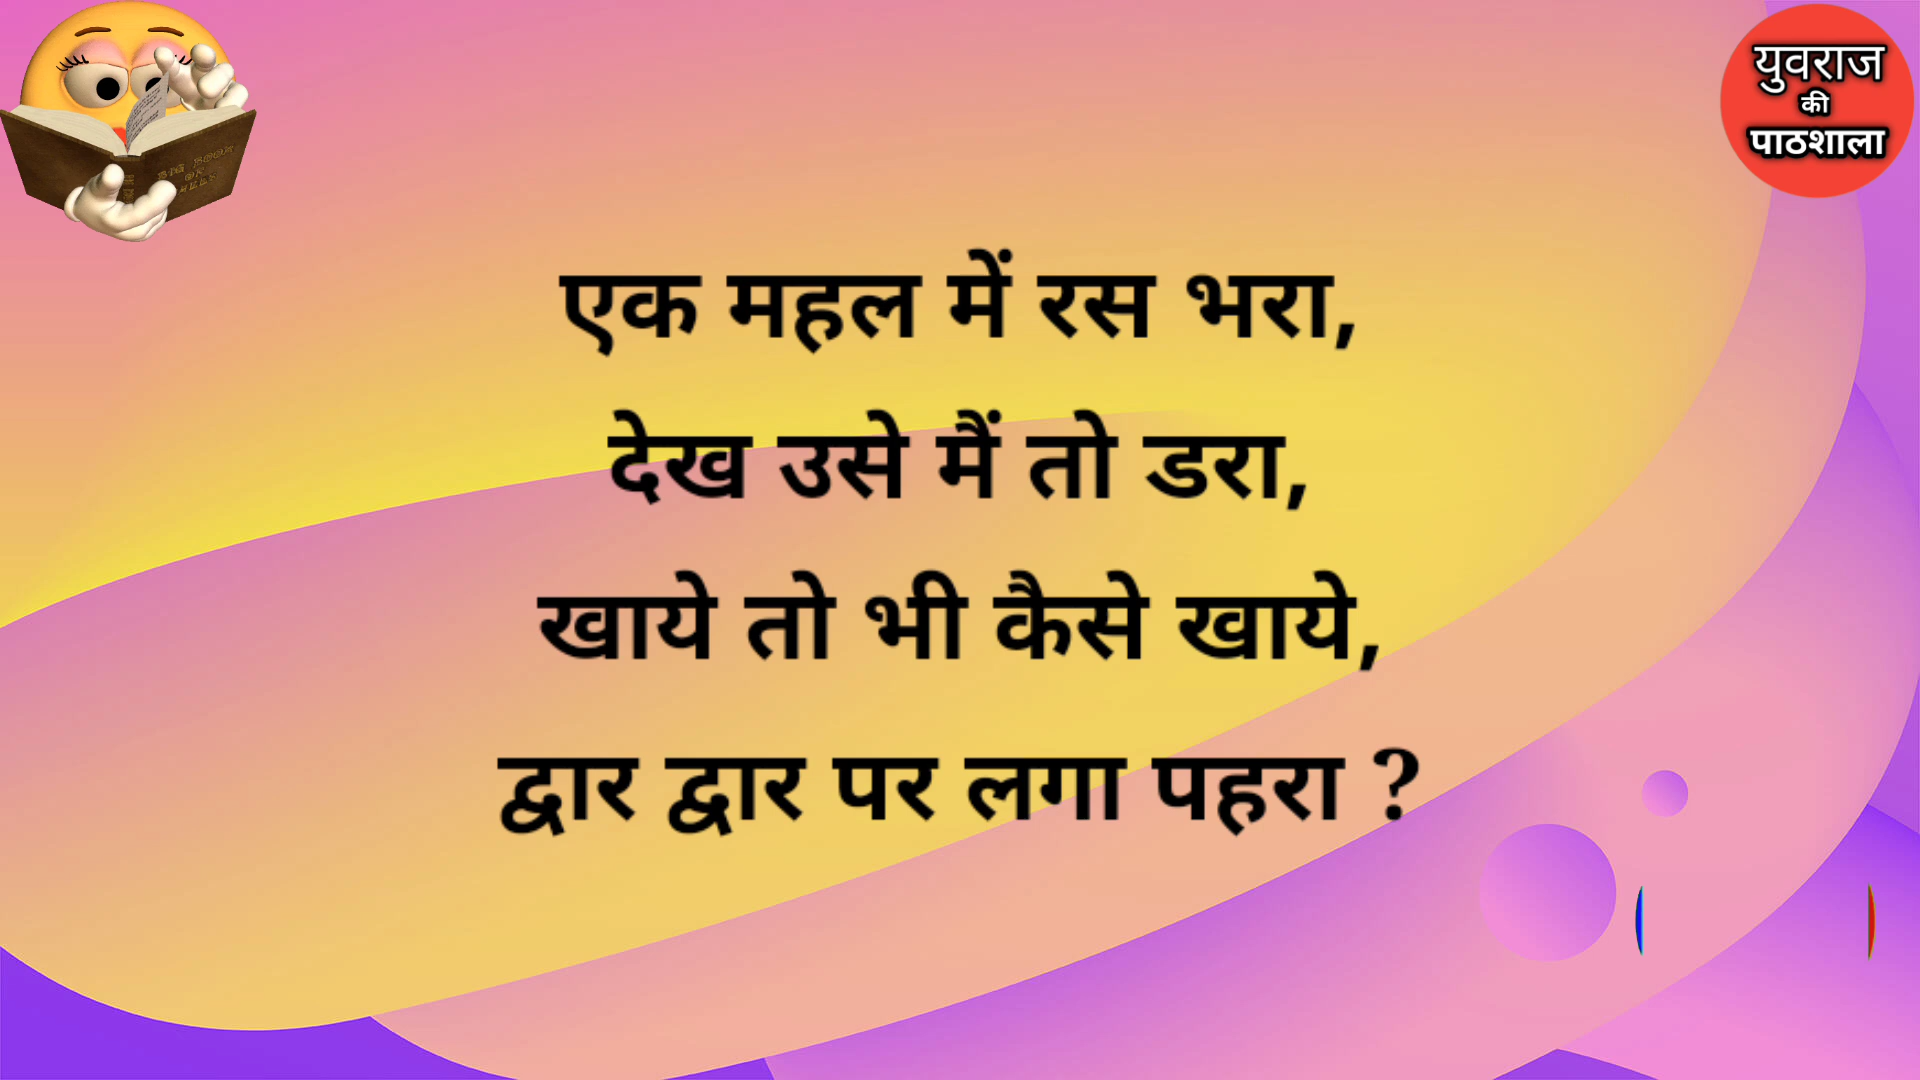 युवराज
की
पाठशाला
एक महल में रस भरा,
देख उसे मैं तो डरा,
खाये तो भी कैसे खाये,
द्वार द्वार पर लगा पहरा ?